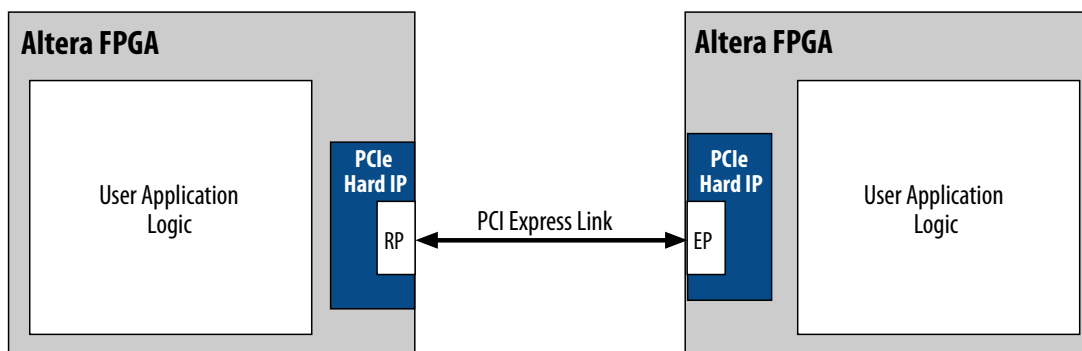 Altera FPGA
User Application
Logic
PCIe
Hard IP
RP
PCI Express Link
Altera FPGA
PCIe
Hard IP
EP
User Application
Logic